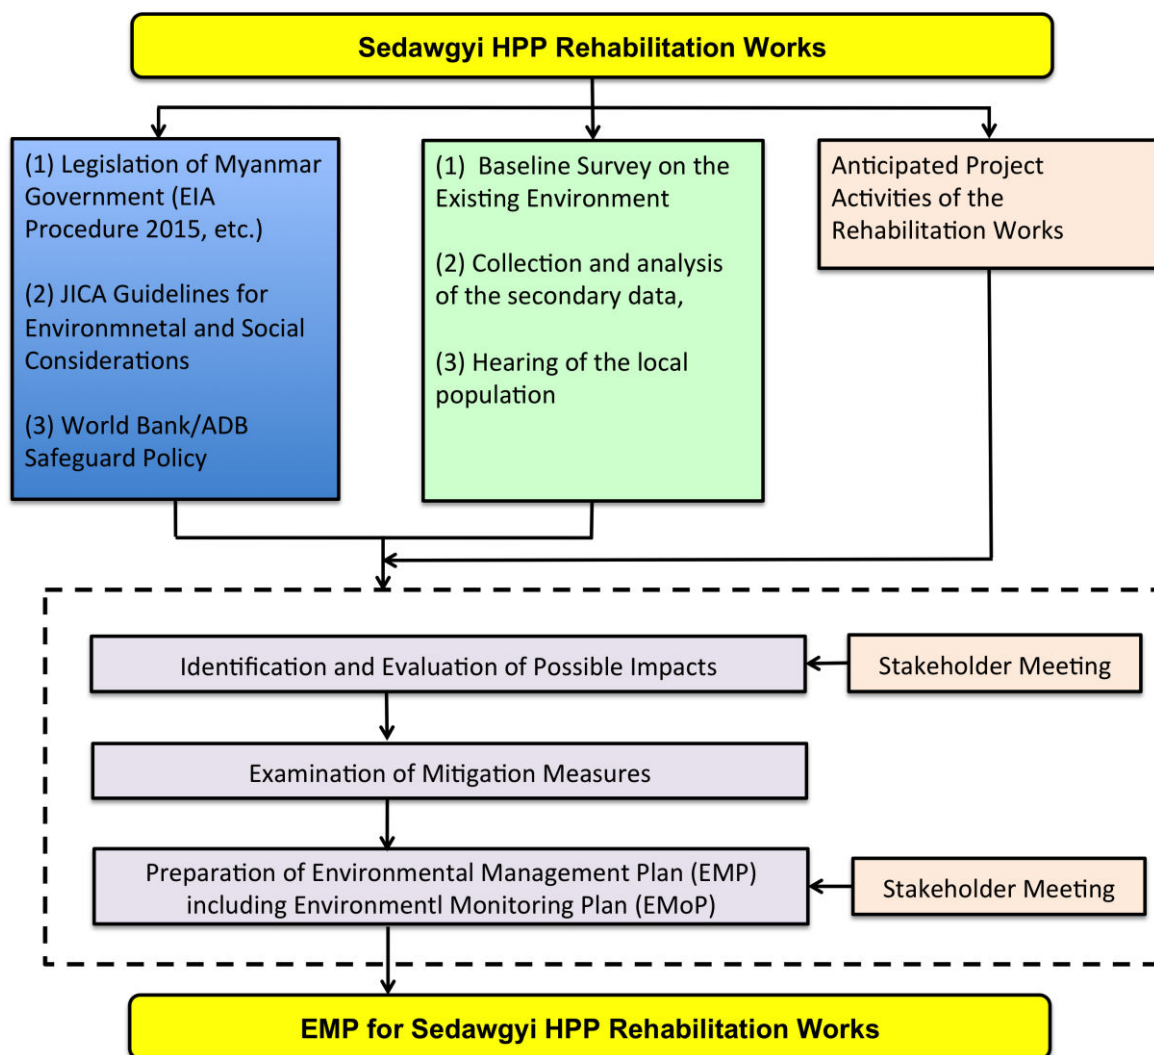 Sedawgyi HPP Rehabilitation Works
(1) Legislation of Myanmar
Government (EIA
Procedure 2015, etc.)
(2) JICA Guidelines for
Environmnetal and Social
Considerations
(3) World Bank/ADB
Safeguard Policy
(1) Baseline Survey on the
Existing Environment
(2) Collection and analysis
of the secondary data,
(3) Hearing of the local
population
Anticipated Project
Activities of the
Rehabilitation Works
Identification and Evaluation of Possible Impacts
Stakeholder Meeting
Examination of Mitigation Measures
Preparation of Environmental Management Plan (EMP)
including Environmentl Monitoring Plan (EMoP)
Stakeholder Meeting
EMP for Sedawgyi HPP Rehabilitation Works